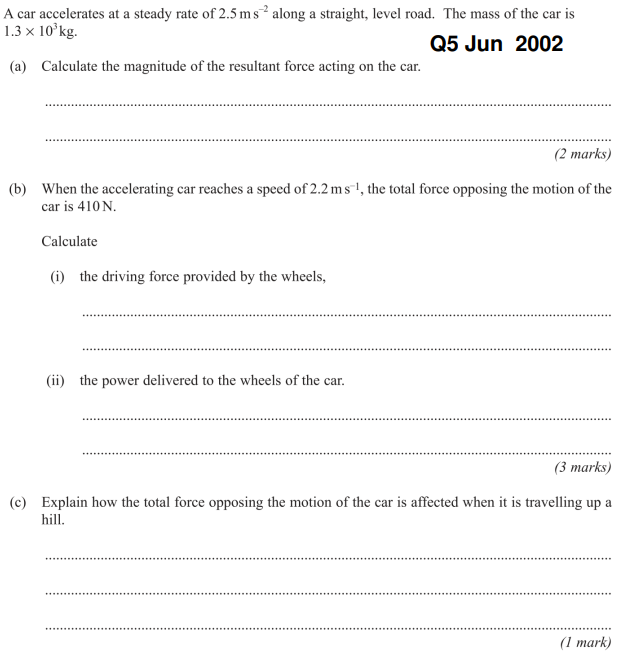 A car accelerates at a steady rate of 2.5 m s⁻² along a straight, level road. The mass of the car is
1.3 × 10³ kg.
Q5 Jun 2002
(a) Calculate the magnitude of the resultant force acting on the car.
(2 marks)
(b) When the accelerating car reaches a speed of 2.2 m s⁻¹, the total force opposing the motion of the
car is 410 N.
Calculate
(i) the driving force provided by the wheels,
(ii) the power delivered to the wheels of the car.
(3 marks)
(c) Explain how the total force opposing the motion of the car is affected when it is travelling up a
hill.
(1 mark)